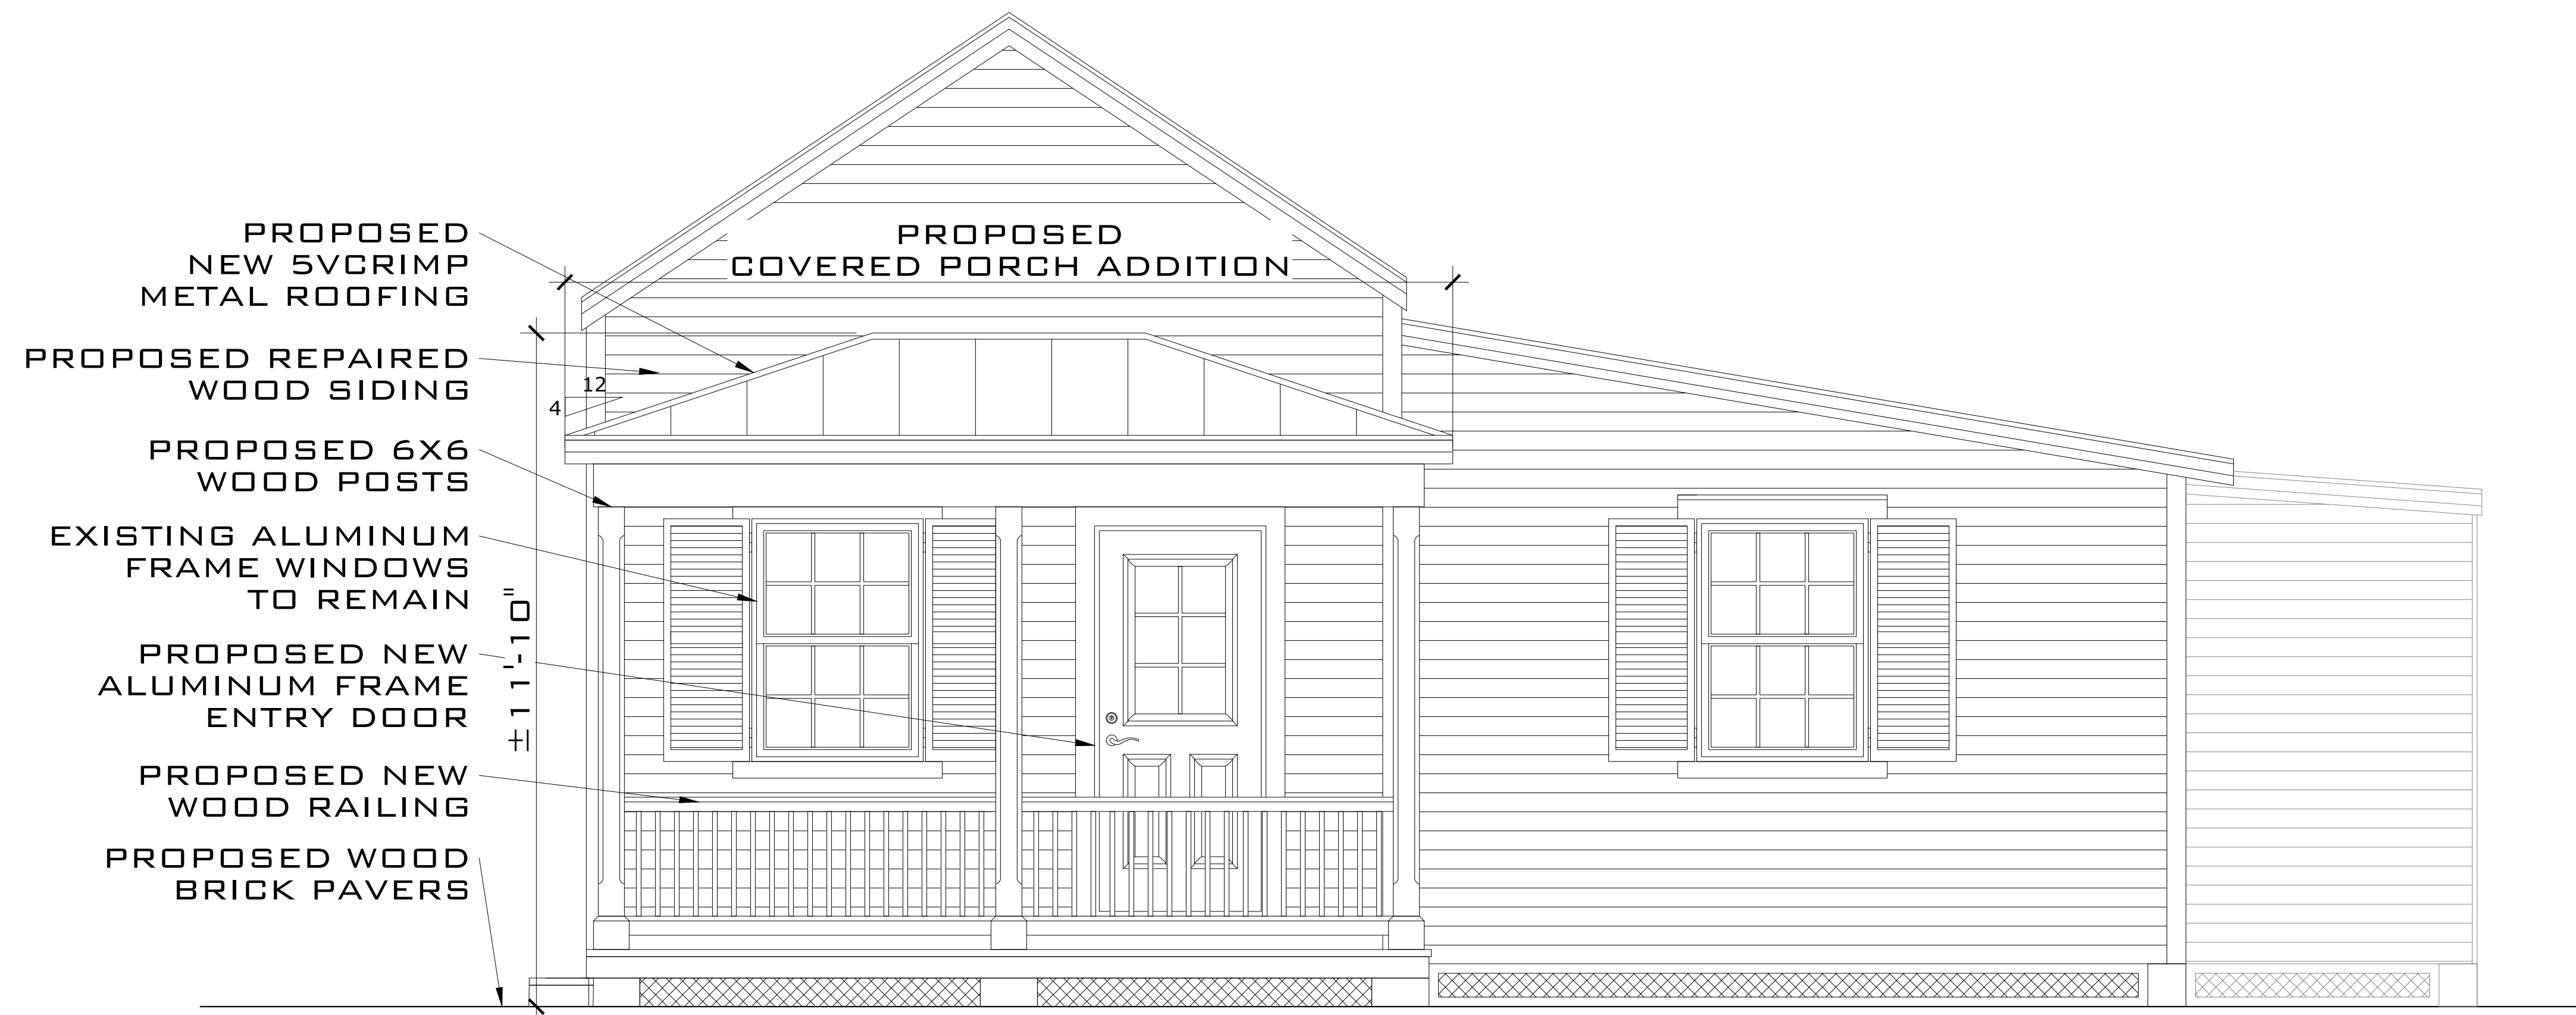 PROPOSED
COVERED PORCH ADDITION
PROPOSED
NEW 5VCRIMP
METAL ROOFING
PROPOSED REPAIRED
WOOD SIDING
12
4
PROPOSED 6X6
WOOD POSTS
EXISTING ALUMINUM
FRAME WINDOWS
TO REMAIN
±11'-10"
PROPOSED NEW
ALUMINUM FRAME
ENTRY DOOR
PROPOSED NEW
WOOD RAILING
PROPOSED WOOD
BRICK PAVERS